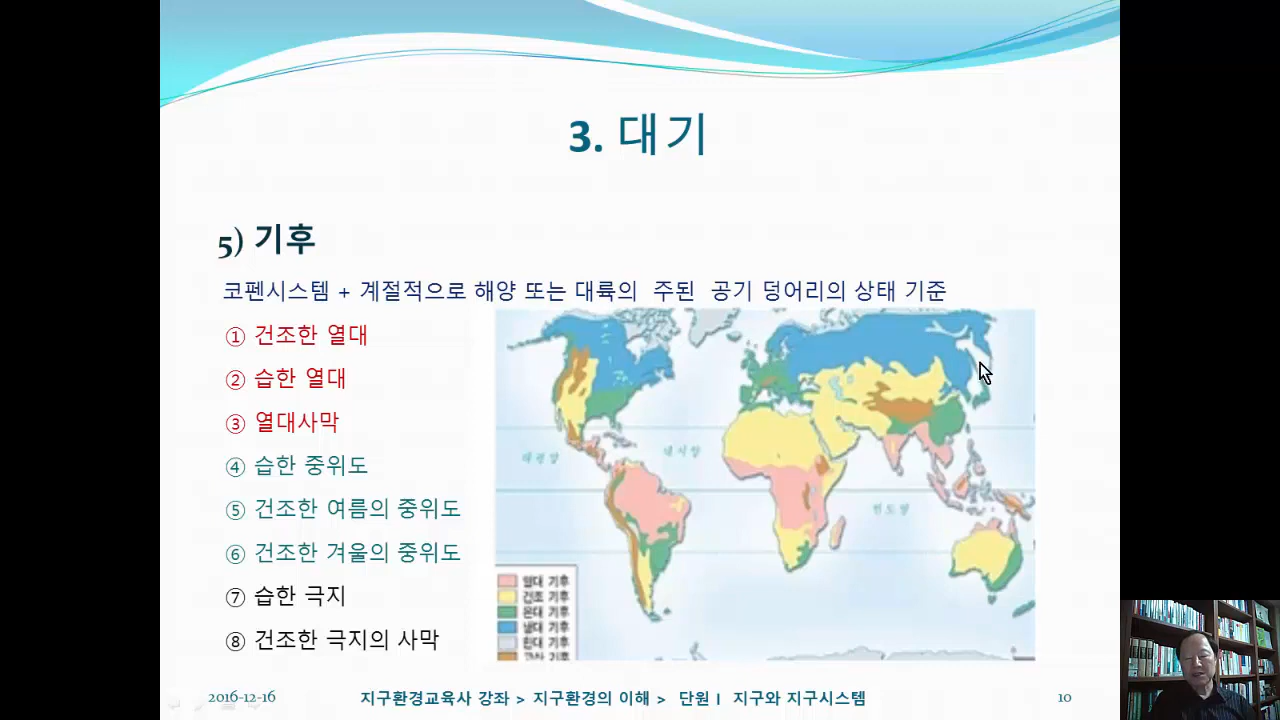 3. 대기
5) 기후
코펜시스템 + 계절적으로 해양 또는 대륙의 주된 공기 덩어리의 상태 기준
① 건조한 열대
② 습한 열대
③ 열대사막
④ 습한 중위도
⑤ 건조한 여름의 중위도
⑥ 건조한 겨울의 중위도
⑦ 습한 극지
⑧ 건조한 극지의 사막
태평양
대서양
인도양
열대 기후
건조 기후
온대 기후
냉대 기후
한대 기후
고산 기후
2016-12-16
지구환경교육사 강좌 > 지구환경의 이해 > 단원 I 지구와 지구시스템
10